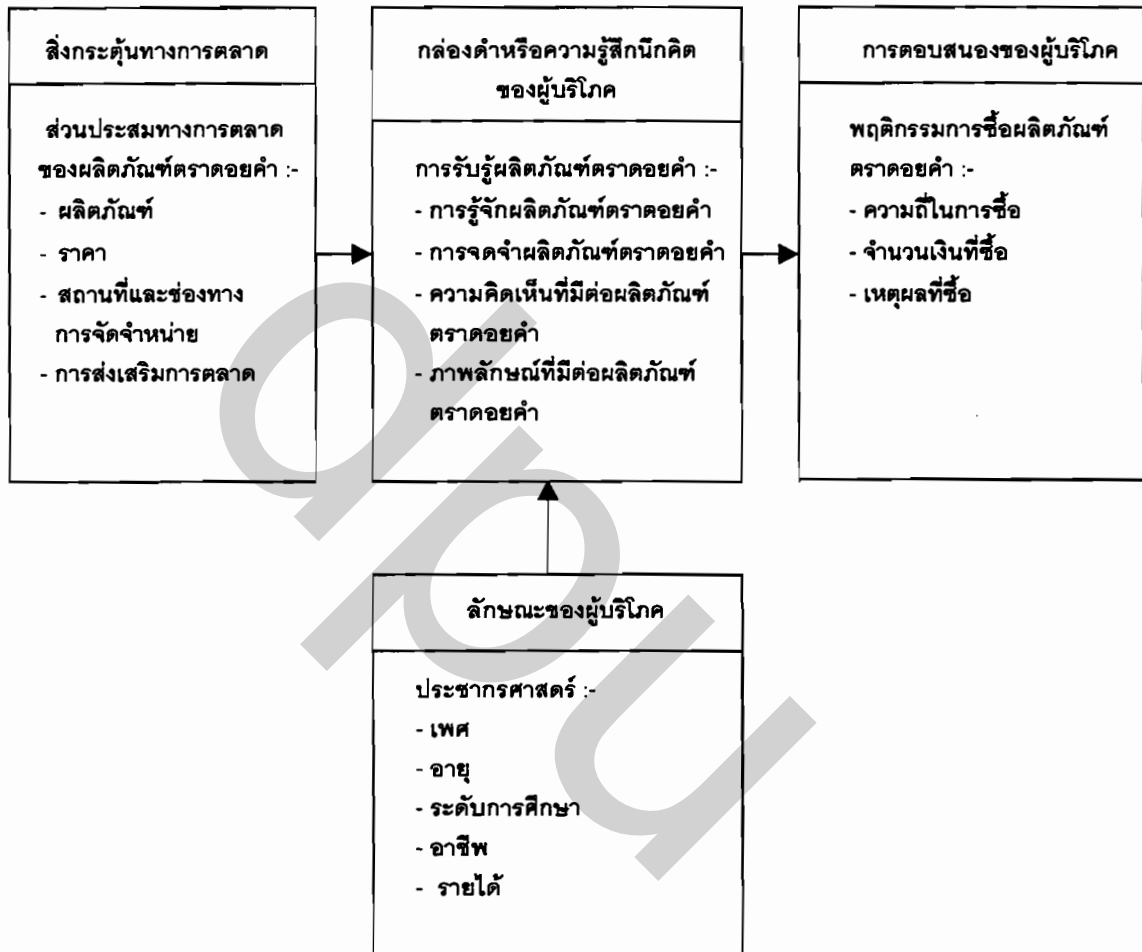 สิ่งกระตุ้นทางการตลาด
ส่วนประสมทางการตลาด
ของผลิตภัณฑ์ตราดอยคำ :-
- ผลิตภัณฑ์
- ราคา
- สถานที่และช่องทาง
การจัดจำหน่าย
- การส่งเสริมการตลาด
กล่องดำหรือความรู้สึกนึกคิด
ของผู้บริโภค
การรับรู้ผลิตภัณฑ์ตราดอยคำ :-
- การรู้จักผลิตภัณฑ์ตราดอยคำ
- การจดจำผลิตภัณฑ์ตราดอยคำ
- ความคิดเห็นที่มีต่อผลิตภัณฑ์
ตราดอยคำ
- ภาพลักษณ์ที่มีต่อผลิตภัณฑ์
ตราดอยคำ
การตอบสนองของผู้บริโภค
พฤติกรรมการซื้อผลิตภัณฑ์
ตราดอยคำ :-
- ความถี่ในการซื้อ
- จำนวนเงินที่ซื้อ
- เหตุผลที่ซื้อ
ลักษณะของผู้บริโภค
ประชากรศาสตร์ :-
- เพศ
- อายุ
- ระดับการศึกษา
- อาชีพ
- รายได้
dpu